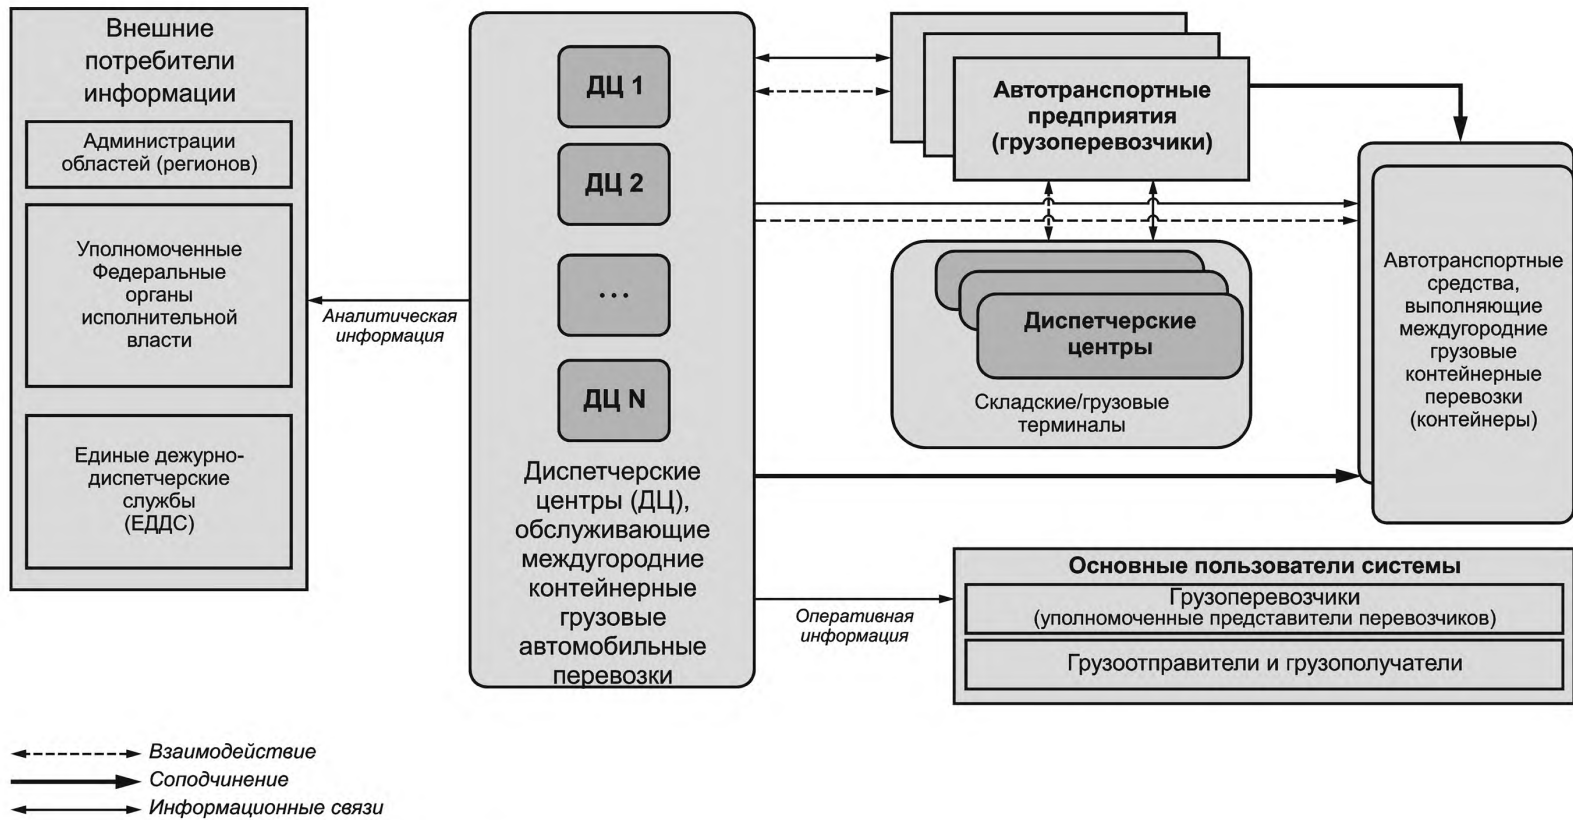 Внешние
потребители
информации
Администрации
областей (регионов)
Уполномоченные
Федеральные
органы
исполнительной
власти
Единые дежурно-
диспетчерские
службы
(ЕДДС)
Аналитическая
информация
ДЦ 1
ДЦ 2
...
ДЦ N
Диспетчерские
центры (ДЦ),
обслуживающие
междугородние
контейнерные
грузовые
автомобильные
перевозки
Автотранспортные
предприятия
(грузоперевозчики)
Диспетчерские
центры
Складские/грузовые
терминалы
Автотранспортные
средства,
выполняющие
междугородние
грузовые
контейнерные
перевозки
(контейнеры)
Оперативная
информация
Основные пользователи системы
Грузоперевозчики
(уполномоченные представители перевозчиков)
Грузоотправители и грузополучатели
Взаимодействие
Соподчинение
Информационные связи